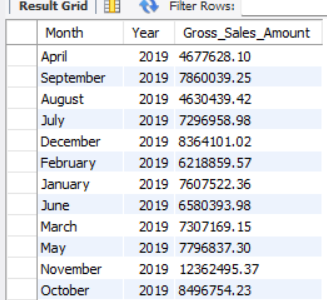 Result Grid Filter Rows:
Month Year Gross_Sales_Amount
April 2019 4677628.10
September 2019 7860039.25
August 2019 4630439.42
July 2019 7296958.98
December 2019 8364101.02
February 2019 6218859.57
January 2019 7607522.36
June 2019 6580393.98
March 2019 7307169.15
May 2019 7796837.30
November 2019 12362495.37
October 2019 8496754.23